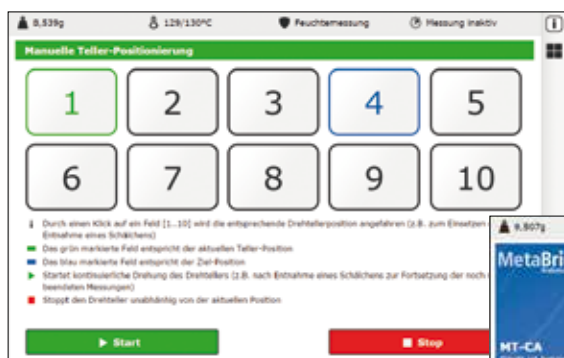 8,539g 129/130°C Feuchtemessung Messung inaktiv
Manuelle Teller-Positionierung
1 2 3 4 5
6 7 8 9 10
Durch einen Klick auf ein Feld [1...10] wird die entsprechende Drehtellerposition angefahren (z.B. zum Einsetzen
Entnahme eines Schälchens)
Das grün markierte Feld entspricht der aktuellen Teller-Position
Das blau markierte Feld entspricht der Ziel-Position
Startet kontinuierliche Drehung des Drehtellers (z.B. nach Entnahme eines Schälchens zur Fortsetzung der noch
beendeten Messungen)
Stoppt den Drehteller unabhängig von der aktuellen Position
Start Stop
9,807g
MetaBri
MT-CA